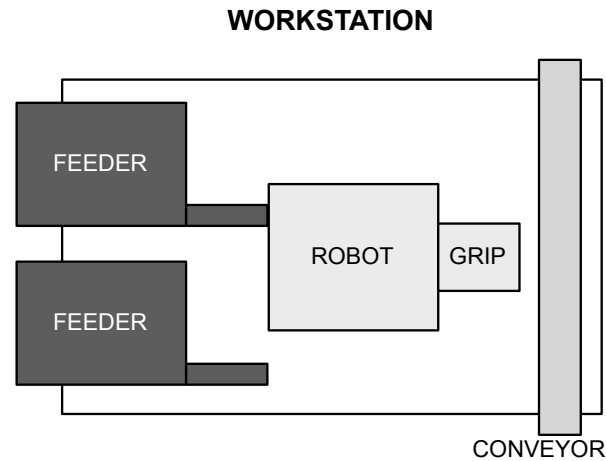 WORKSTATION
FEEDER
ROBOT
GRIP
FEEDER
CONVEYOR